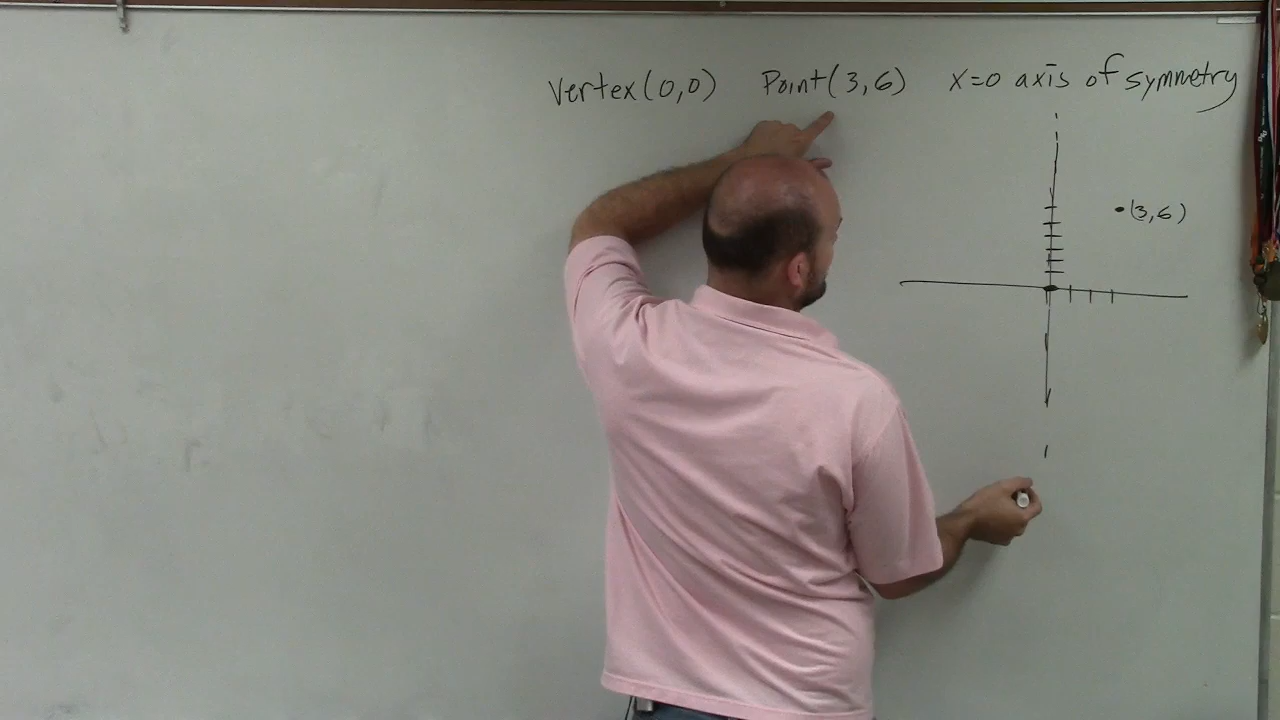 Vertex(0,0) Point(3,6) x=0 axis of symmetry
(3,6)